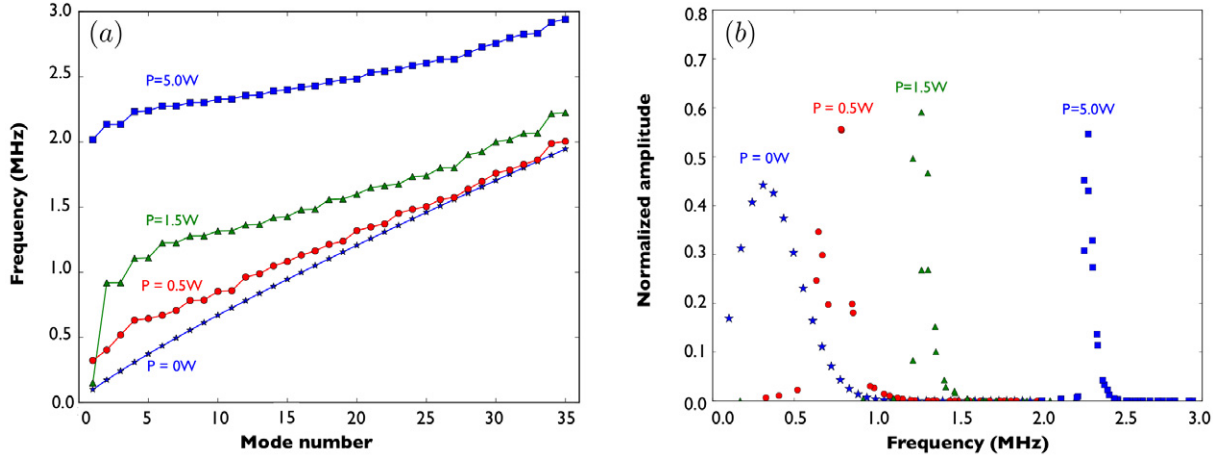 (a)
P=5.0W
P=1.5W
P = 0.5W
P = 0W
Frequency (MHz)
3.0
2.5
2.0
1.5
1.0
0.5
0.0
0
5
10
15
20
25
30
35
Mode number
(b)
P=1.5W
P = 0.5W
P=5.0W
P = 0W
Normalized amplitude
0.8
0.7
0.6
0.5
0.4
0.3
0.2
0.1
0.0
0.0
0.5
1.0
1.5
2.0
2.5
3.0
Frequency (MHz)